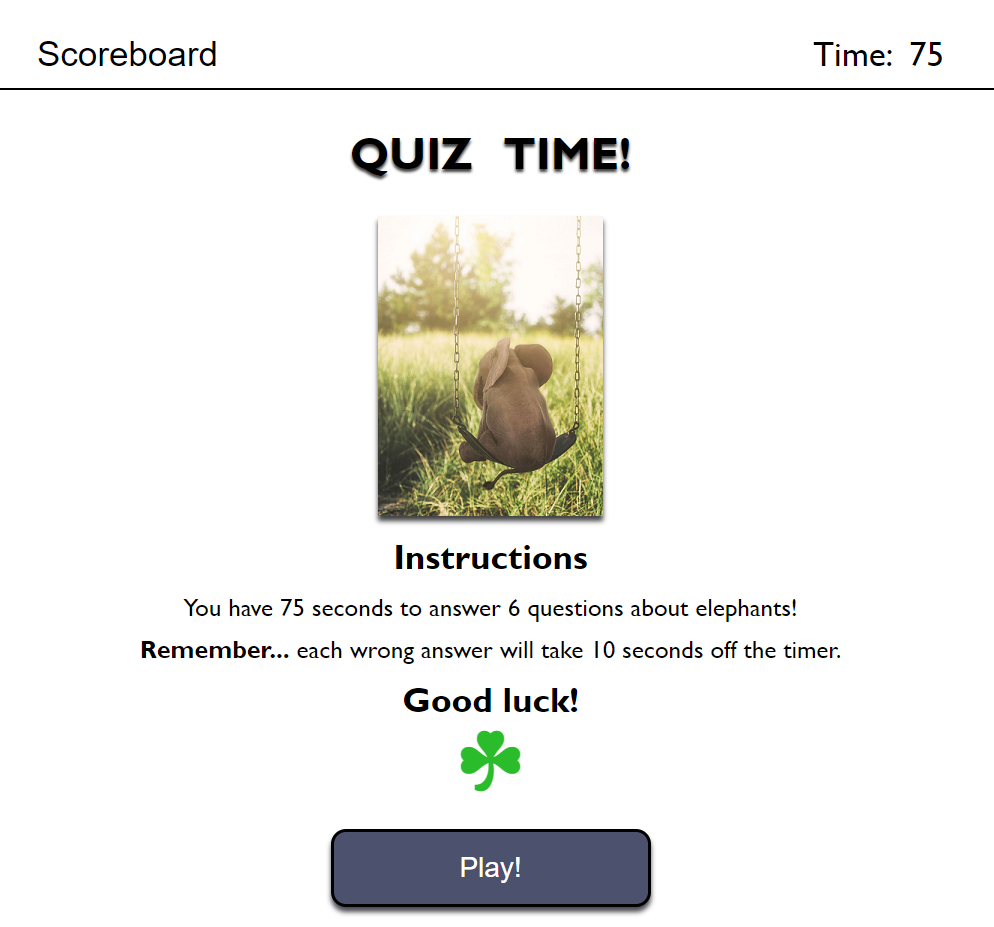 Scoreboard
Time: 75
QUIZ TIME!
Instructions
You have 75 seconds to answer 6 questions about elephants!
Remember... each wrong answer will take 10 seconds off the timer.
Good luck!
Play!